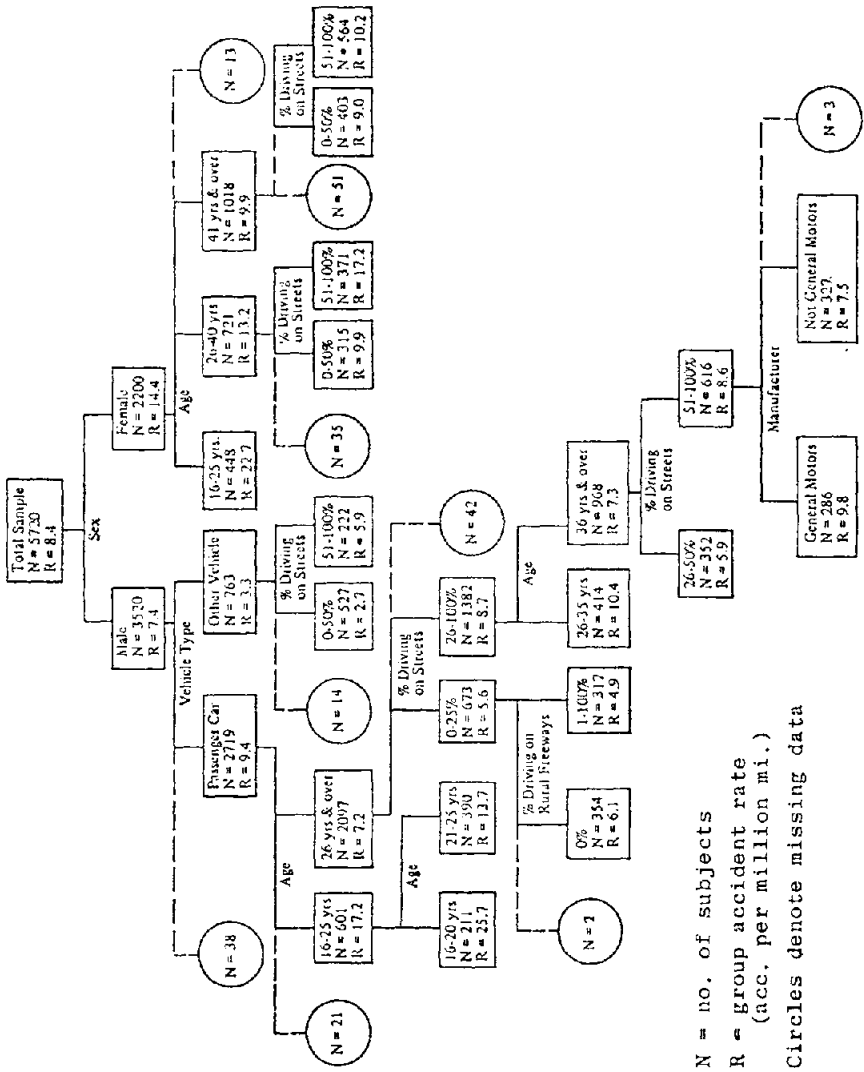 Total Sample
N = 5720
R = 8.4
Sex
Male
N = 3520
R = 7.4
Female
N = 2200
R = 14.4
Vehicle Type
Age
N = 38
Passenger Car
N = 2719
R = 9.4
Other Vehicle
N = 763
R = 3.3
16-25 yrs.
N = 448
R = 22.7
26-40 yrs
N = 721
R = 13.2
41 yrs & over
N = 1018
R = 9.9
N = 13
Age
% Driving
on Streets
% Driving
on Streets
% Driving
on Streets
N = 21
16-25 yrs
N = 601
R = 17.2
26 yrs & over
N = 2097
R = 7.2
N = 14
0-50%
N = 527
R = 2.7
51-100%
N = 222
R = 5.9
N = 35
0-50%
N = 315
R = 9.9
51-100%
N = 371
R = 17.2
N = 51
0-50%
N = 403
R = 9.0
51-100%
N = 564
R = 10.2
Age
% Driving
on Streets
16-20 yrs
N = 211
R = 25.7
21-25 yrs
N = 390
R = 13.7
0-25%
N = 673
R = 5.6
26-100%
N = 1382
R = 8.7
N = 42
% Driving on
Rural Freeways
Age
N = 2
0%
N = 354
R = 6.1
1-100%
N = 317
R = 4.9
26-35 yrs
N = 414
R = 10.4
36 yrs & over
N = 968
R = 7.3
% Driving
on Streets
26-50%
N = 352
R = 5.9
51-100%
N = 616
R = 8.6
Manufacturer
General Motors
N = 286
R = 9.8
Not General Motors
N = 327
R = 7.5
N = 3
N = no. of subjects
R = group accident rate
(acc. per million mi.)
Circles denote missing data